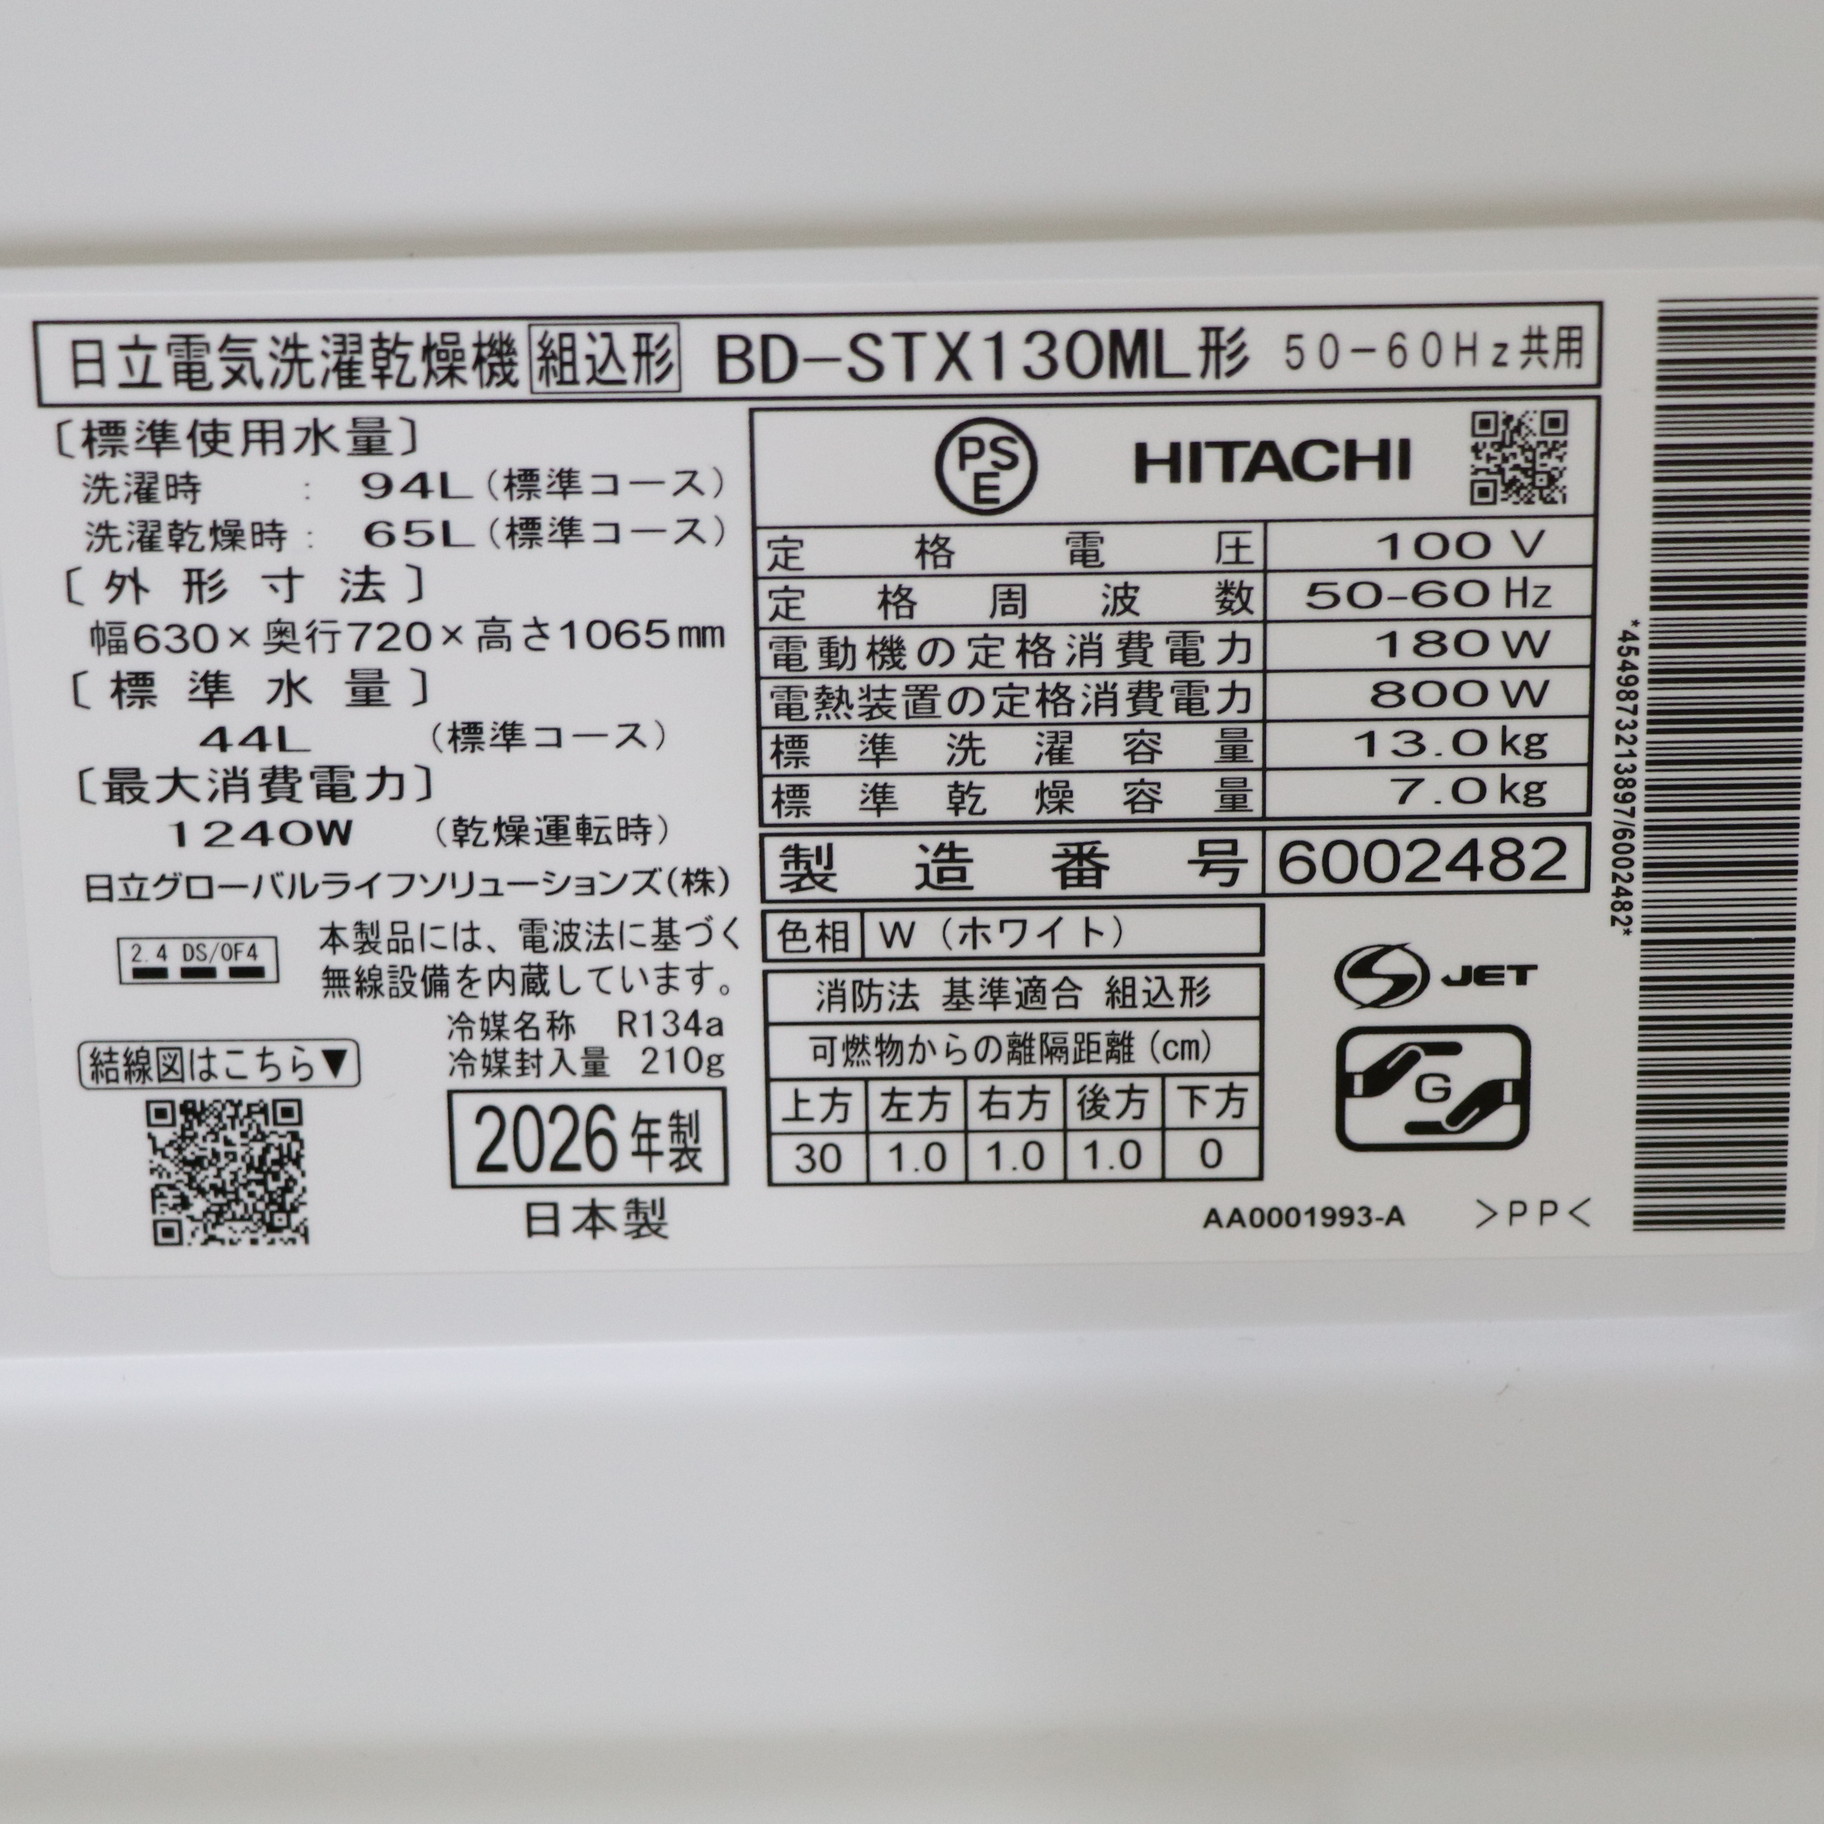 日立電気洗濯乾燥機 組込形 BD-STX130ML形 50-60Hz共用
〔標準使用水量〕
洗濯時 : 94L(標準コース)
洗濯乾燥時: 65L(標準コース)
〔外形寸法〕
幅630×奥行720×高さ1065mm
〔標準水量〕
44L (標準コース)
〔最大消費電力〕
1240W (乾燥運転時)
日立グローバルライフソリューションズ(株)
2.4 DS/OF4
本製品には、電波法に基づく
無線設備を内蔵しています。
冷媒名称 R134a
冷媒封入量 210g
結線図はこちら▼
2026年製
日本製
PSE HITACHI
定格電圧 100V
定格周波数 50-60Hz
電動機の定格消費電力 180W
電熱装置の定格消費電力 800W
標準洗濯容量 13.0kg
標準乾燥容量 7.0kg
製造番号 6002482
色相 W(ホワイト)
消防法 基準適合 組込形
可燃物からの離隔距離(cm)
上方 左方 右方 後方 下方
30 1.0 1.0 1.0 0
S JET
G
AA0001993-A >PP<
*4549873213897/6002482*